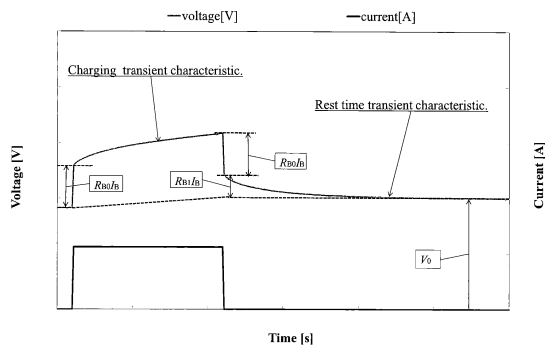 voltage[V]
current[A]
Charging transient characteristic.
Rest time transient characteristic.
Voltage [V]
Current [A]
RB0IB
RB1IB
RB0IB
V0
Time [s]